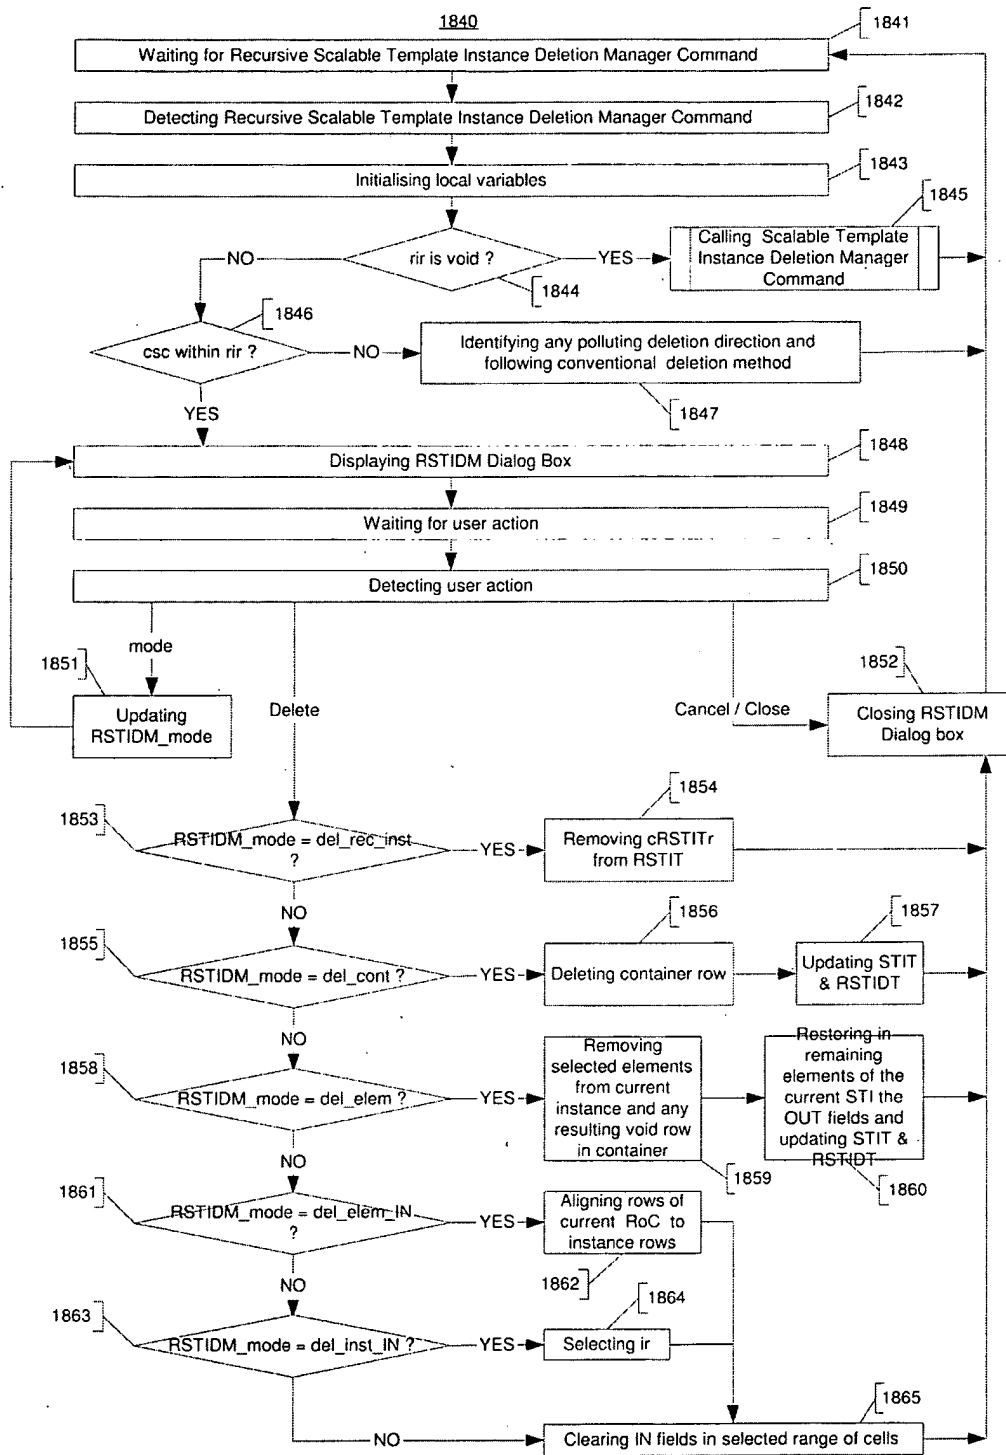 1840
1841
Waiting for Recursive Scalable Template Instance Deletion Manager Command
1842
Detecting Recursive Scalable Template Instance Deletion Manager Command
1843
Initialising local variables
1845
rir is void ?
NO
YES
Calling Scalable Template
Instance Deletion Manager
Command
1844
1846
csc within rir ?
NO
Identifying any polluting deletion direction and
following conventional deletion method
YES
1847
1848
Displaying RSTIDM Dialog Box
1849
Waiting for user action
1850
Detecting user action
mode
1851
Updating
RSTIDM_mode
Delete
Cancel / Close
1852
Closing RSTIDM
Dialog box
1853
RSTIDM_mode = del_rec_inst
?
YES
1854
Removing cRSTITr
from RSTIT
NO
1855
RSTIDM_mode = del_cont ?
YES
1856
Deleting container row
1857
Updating STIT
& RSTIDT
NO
1858
RSTIDM_mode = del_elem ?
YES
Removing
selected elements
from current
instance and any
resulting void row
in container
1859
Restoring in
remaining
elements of the
current STI the
OUT fields and
updating STIT &
RSTIDT
1860
NO
1861
RSTIDM_mode = del_elem_IN
?
YES
Aligning rows of
current RoC to
instance rows
1862
NO
1863
RSTIDM_mode = del_inst_IN ?
YES
1864
Selecting ir
NO
1865
Clearing IN fields in selected range of cells